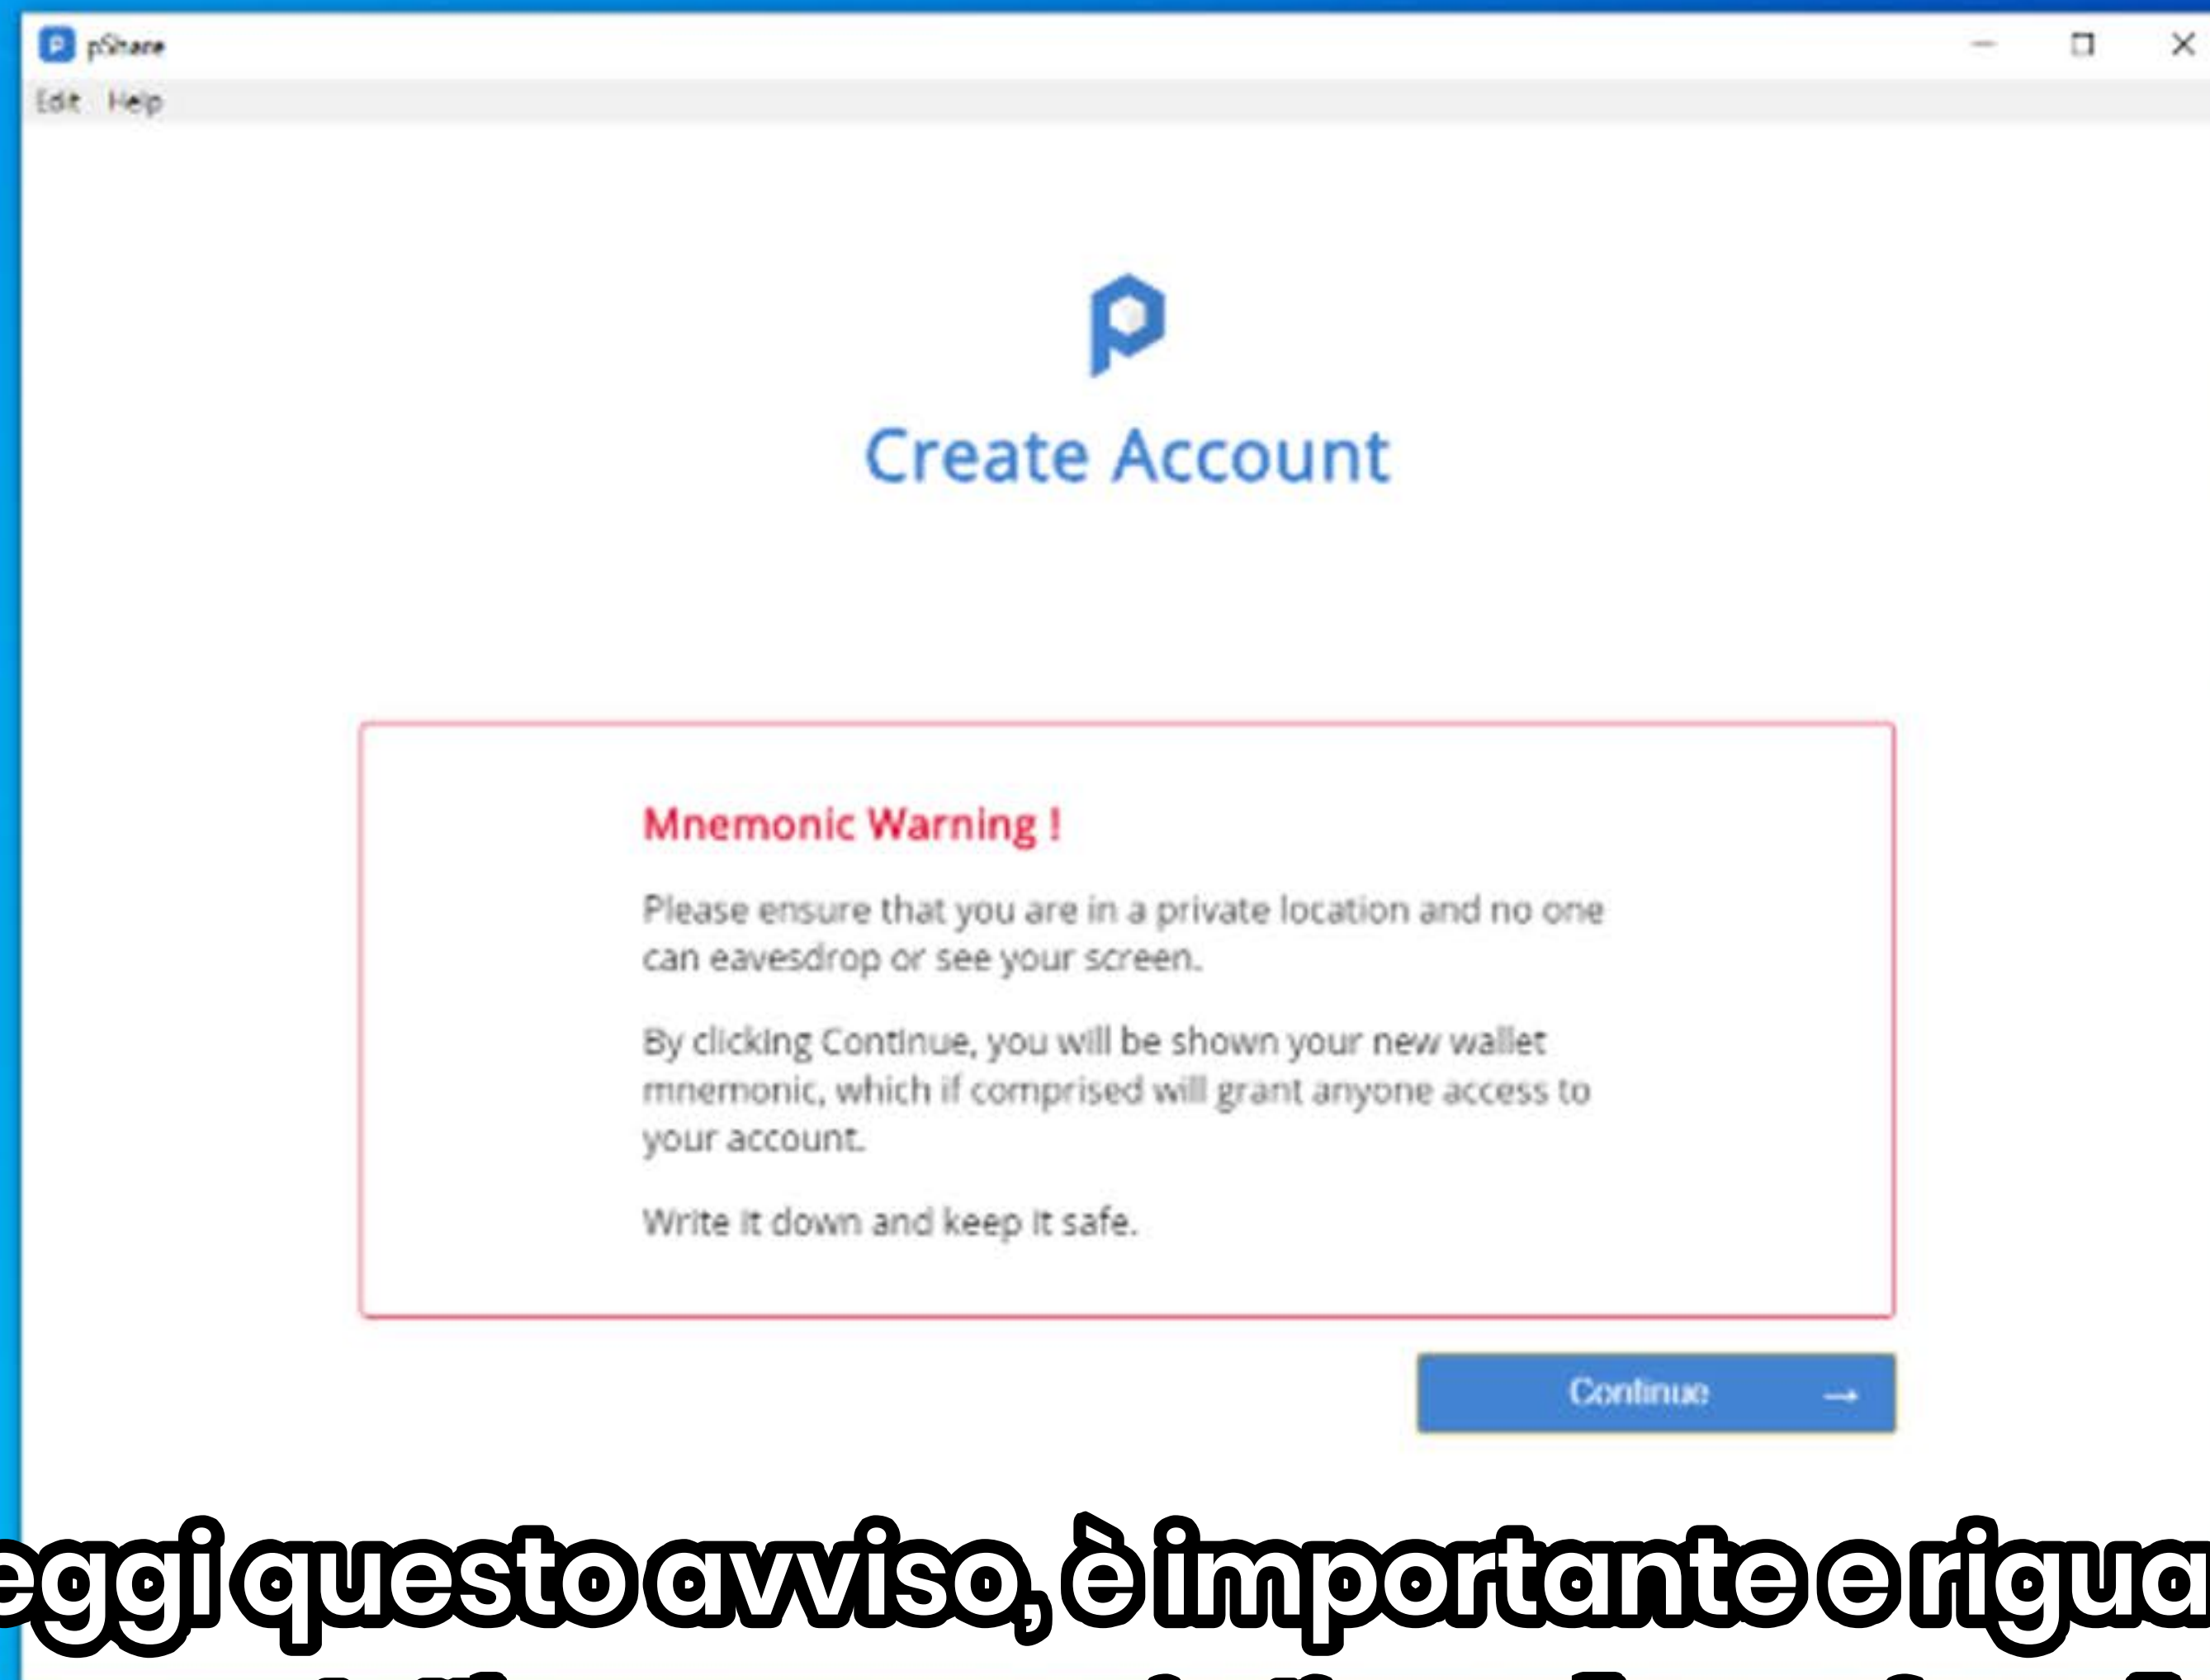 pShare
Edit Help
Create Account
Mnemonic Warning !
Please ensure that you are in a private location and no one
can eavesdrop or see your screen.
By clicking Continue, you will be shown your new wallet
mnemonic, which if comprised will grant anyone access to
your account.
Write it down and keep it safe.
Continue →
eggi questo avviso, è importante e rigua